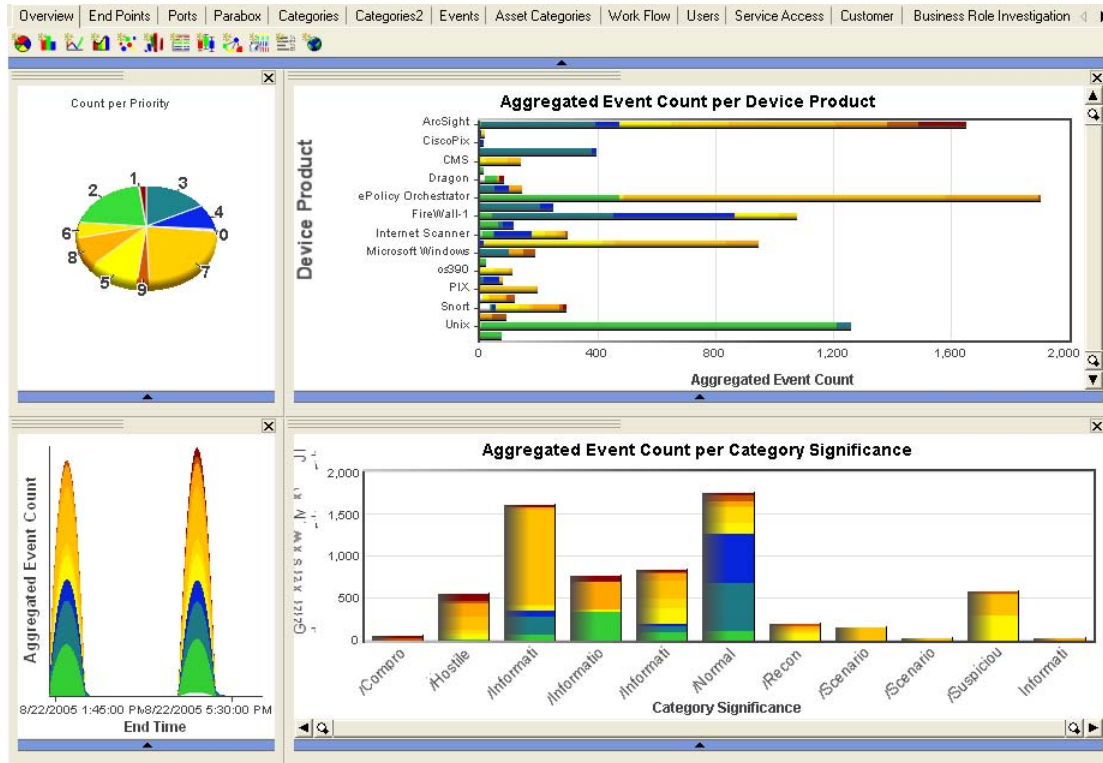 Overview End Points Ports Parabox Categories Categories2 Events Asset Categories Work Flow Users Service Access Customer Business Role Investigation
Count per Priority
1
3
2
4
0
6
8
7
5
9
Aggregated Event Count per Device Product
Device Product
ArcSight
CiscoPix
CMS
Dragon
ePolicy Orchestrator
FireWall-1
Internet Scanner
Microsoft Windows
os390
PIX
Snort
Unix
0 400 800 1,200 1,600 2,000
Aggregated Event Count
Aggregated Event Count
8/22/2005 1:45:00 PM 8/22/2005 5:30:00 PM
End Time
Aggregated Event Count per Category Significance
2,000
1,500
1,000
500
0
/Compro /Hostile /Informati /Informatio /Informati /Normal /Recon /Scenario /Scenario /Suspiciou Informati
Category Significance